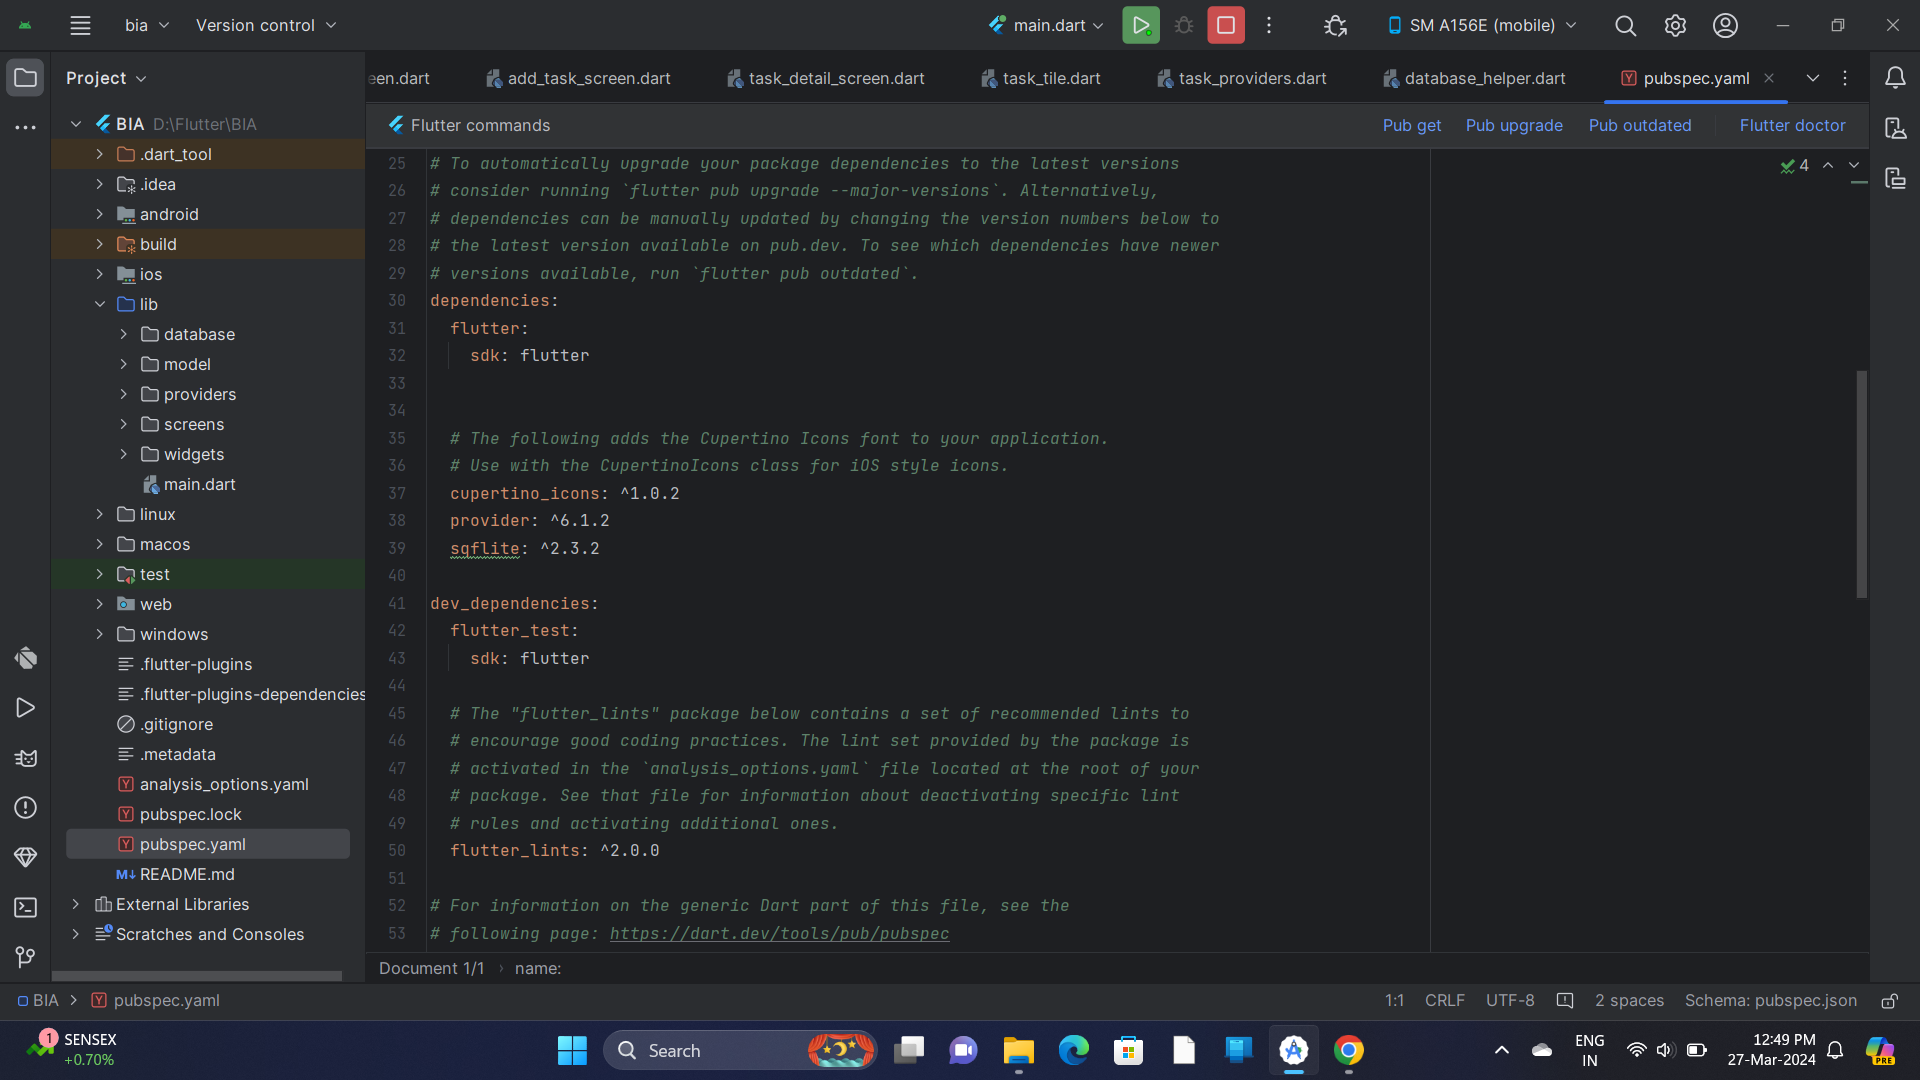 bia
Version control
main.dart
SM A156E (mobile)
Project
een.dart
add_task_screen.dart
task_detail_screen.dart
task_tile.dart
task_providers.dart
database_helper.dart
pubspec.yaml
Flutter commands
Pub get
Pub upgrade
Pub outdated
Flutter doctor
BIA D:\Flutter\BIA
.dart_tool
.idea
android
build
ios
lib
database
model
providers
screens
widgets
main.dart
linux
macos
test
web
windows
.flutter-plugins
.flutter-plugins-dependencies
.gitignore
.metadata
analysis_options.yaml
pubspec.lock
pubspec.yaml
README.md
External Libraries
Scratches and Consoles
4
25 # To automatically upgrade your package dependencies to the latest versions
26 # consider running `flutter pub upgrade --major-versions`. Alternatively,
27 # dependencies can be manually updated by changing the version numbers below to
28 # the latest version available on pub.dev. To see which dependencies have newer
29 # versions available, run `flutter pub outdated`.
30 dependencies:
31   flutter:
32     sdk: flutter
33
34
35   # The following adds the Cupertino Icons font to your application.
36   # Use with the CupertinoIcons class for iOS style icons.
37   cupertino_icons: ^1.0.2
38   provider: ^6.1.2
39   sqflite: ^2.3.2
40
41 dev_dependencies:
42   flutter_test:
43     sdk: flutter
44
45   # The "flutter_lints" package below contains a set of recommended lints to
46   # encourage good coding practices. The lint set provided by the package is
47   # activated in the `analysis_options.yaml` file located at the root of your
48   # package. See that file for information about deactivating specific lint
49   # rules and activating additional ones.
50   flutter_lints: ^2.0.0
51
52 # For information on the generic Dart part of this file, see the
53 # following page: https://dart.dev/tools/pub/pubspec
Document 1/1 › name:
BIA > pubspec.yaml
1:1 CRLF UTF-8 2 spaces Schema: pubspec.json
1
SENSEX
+0.70%
Search
ENG
IN
12:49 PM
27-Mar-2024
PRE